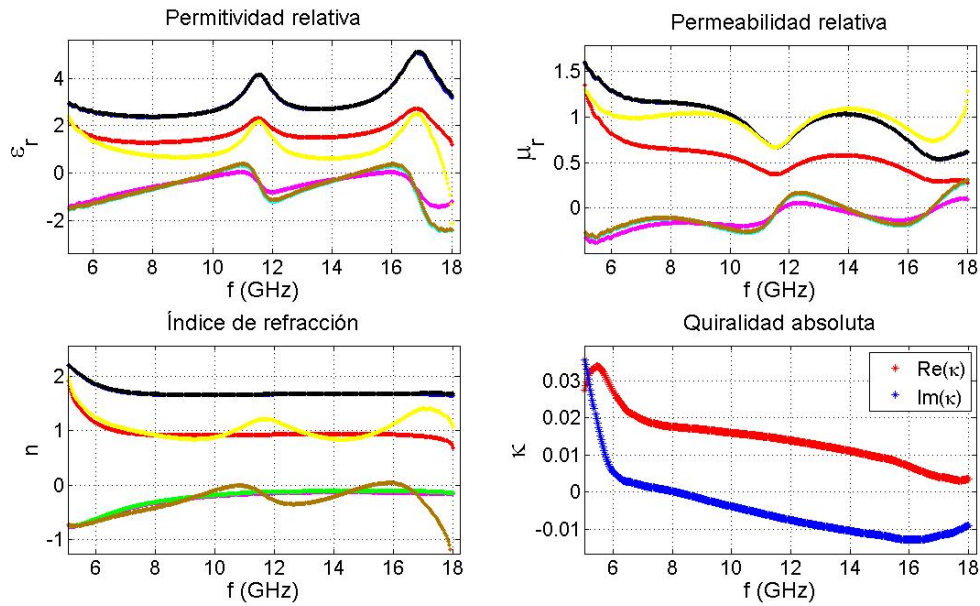 Permitividad relativa
εr
4
2
0
-2
6 8 10 12 14 16 18
f (GHz)
Permeabilidad relativa
μr
1.5
1
0.5
0
6 8 10 12 14 16 18
f (GHz)
Índice de refracción
n
2
1
0
-1
6 8 10 12 14 16 18
f (GHz)
Quiralidad absoluta
κ
0.03
0.02
0.01
0
-0.01
Re(κ)
Im(κ)
6 8 10 12 14 16 18
f (GHz)